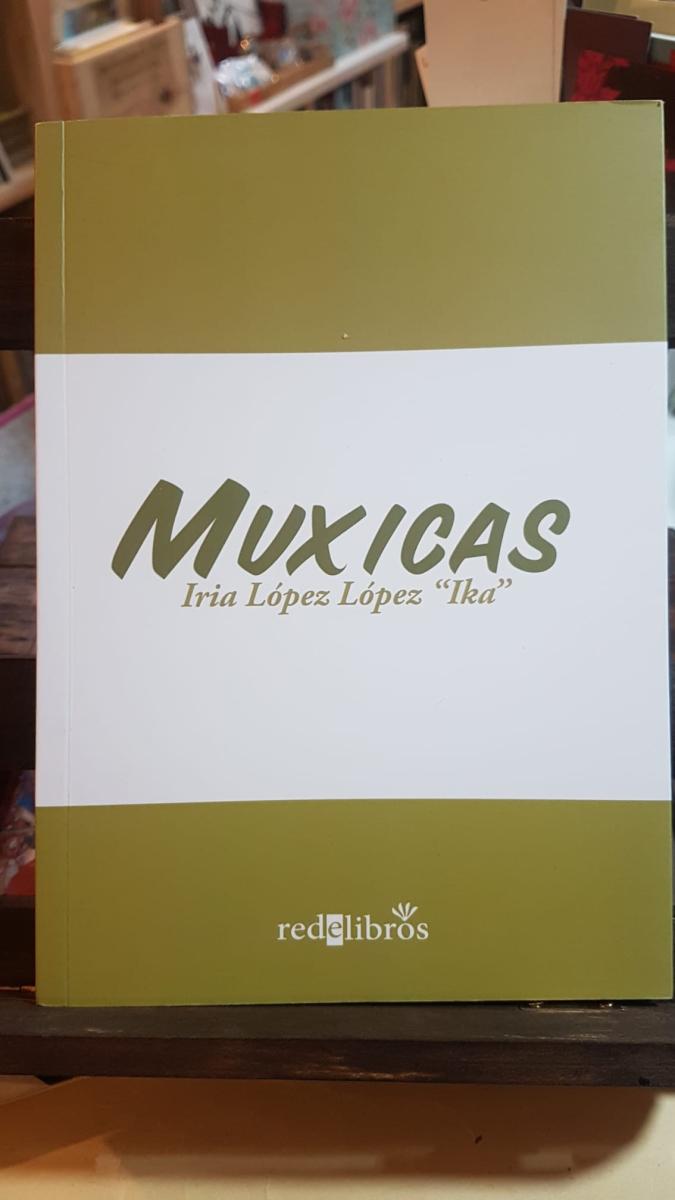 MUXICAS
Iria López López “Ika”
redelibros